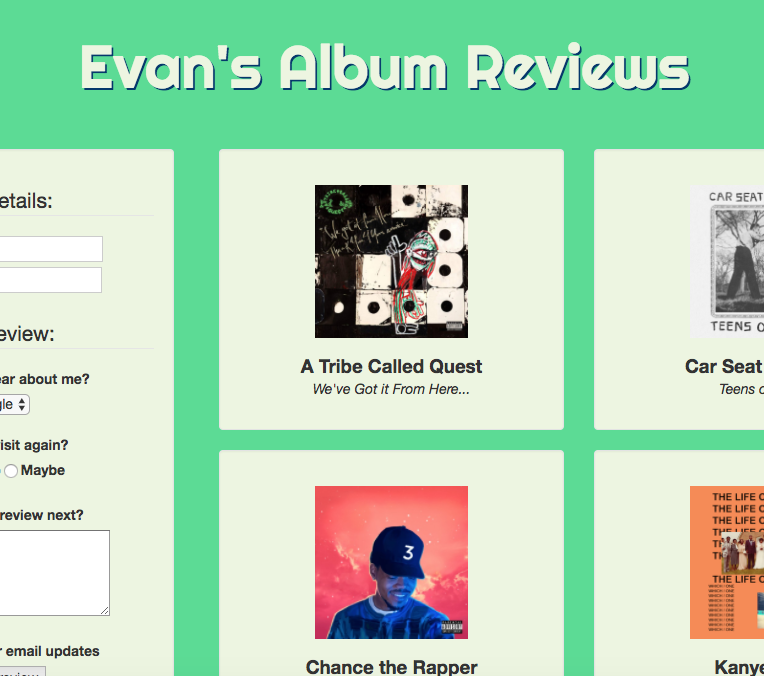 Evan's Album Reviews
etails:
eview:
ear about me?
gle
isit again?
Maybe
review next?
r email updates
A Tribe Called Quest
We've Got it From Here...
CAR SEAT
TEENS O
Car Seat
Teens o
3
Chance the Rapper
THE LIFE O
THE LIFE O
THE LIFE O
THE LIFE O
THE LIFE O
Kanye